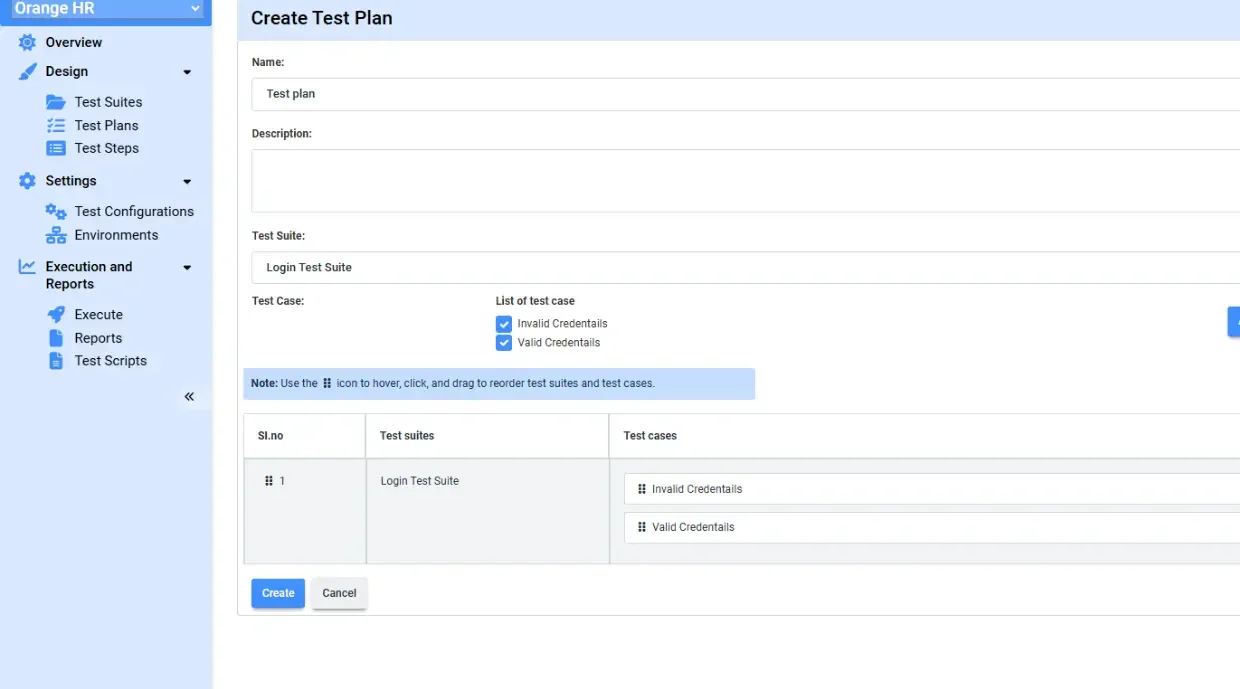 Orange HR
Overview
Design
Test Suites
Test Plans
Test Steps
Settings
Test Configurations
Environments
Execution and
Reports
Execute
Reports
Test Scripts
Create Test Plan
Name:
Test plan
Description:
Test Suite:
Login Test Suite
Test Case:
List of test case
Invalid Credentails
Valid Credentails
Note: Use the icon to hover, click, and drag to reorder test suites and test cases.
Sl.no Test suites Test cases
1 Login Test Suite
Invalid Credentails
Valid Credentails
Create Cancel